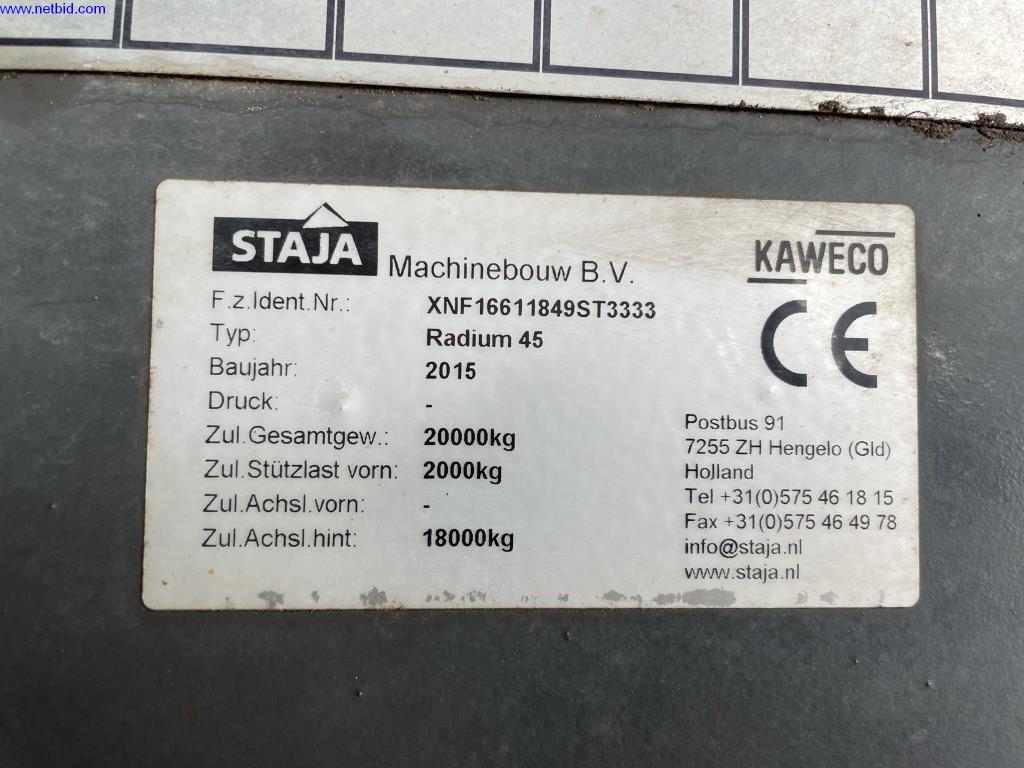 www.netbid.com
STAJA Machinebouw B.V.
KAWECO
CE
F.z.Ident.Nr.: XNF16611849ST3333
Typ: Radium 45
Baujahr: 2015
Druck: -
Zul.Gesamtgew.: 20000kg
Zul.Stützlast vorn: 2000kg
Zul.Achsl.vorn: -
Zul.Achsl.hint: 18000kg
Postbus 91
7255 ZH Hengelo (Gld)
Holland
Tel +31(0)575 46 18 15
Fax +31(0)575 46 49 78
info@staja.nl
www.staja.nl